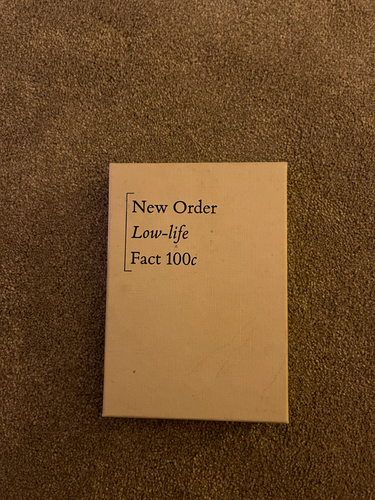 New Order
Low-life
Fact 100c